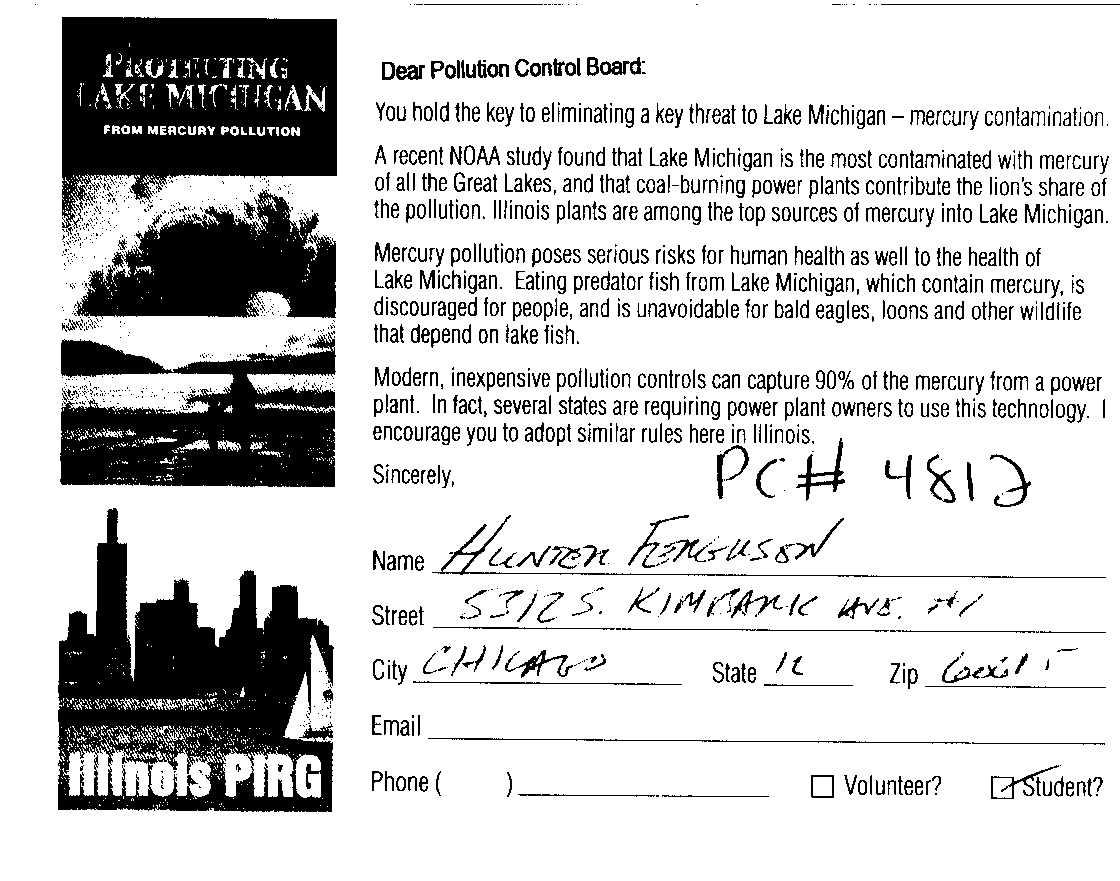 PROTECTING
LAKE MICHIGAN
FROM MERCURY POLLUTION
Illinois PIRG
Dear Pollution Control Board:
You hold the key to eliminating a key threat to Lake Michigan – mercury contamination.
A recent NOAA study found that Lake Michigan is the most contaminated with mercury
of all the Great Lakes, and that coal-burning power plants contribute the lion's share of
the pollution. Illinois plants are among the top sources of mercury into Lake Michigan.
Mercury pollution poses serious risks for human health as well to the health of
Lake Michigan. Eating predator fish from Lake Michigan, which contain mercury, is
discouraged for people, and is unavoidable for bald eagles, loons and other wildlife
that depend on lake fish.
Modern, inexpensive pollution controls can capture 90% of the mercury from a power
plant. In fact, several states are requiring power plant owners to use this technology. I
encourage you to adopt similar rules here in Illinois.
Sincerely,
PC# 4812
Name HUNTER FERGUSON
Street 5312 S. KIMBARK AVE. #1
City CHICAGO State IL Zip
Email
Phone ( )
Volunteer? Student?